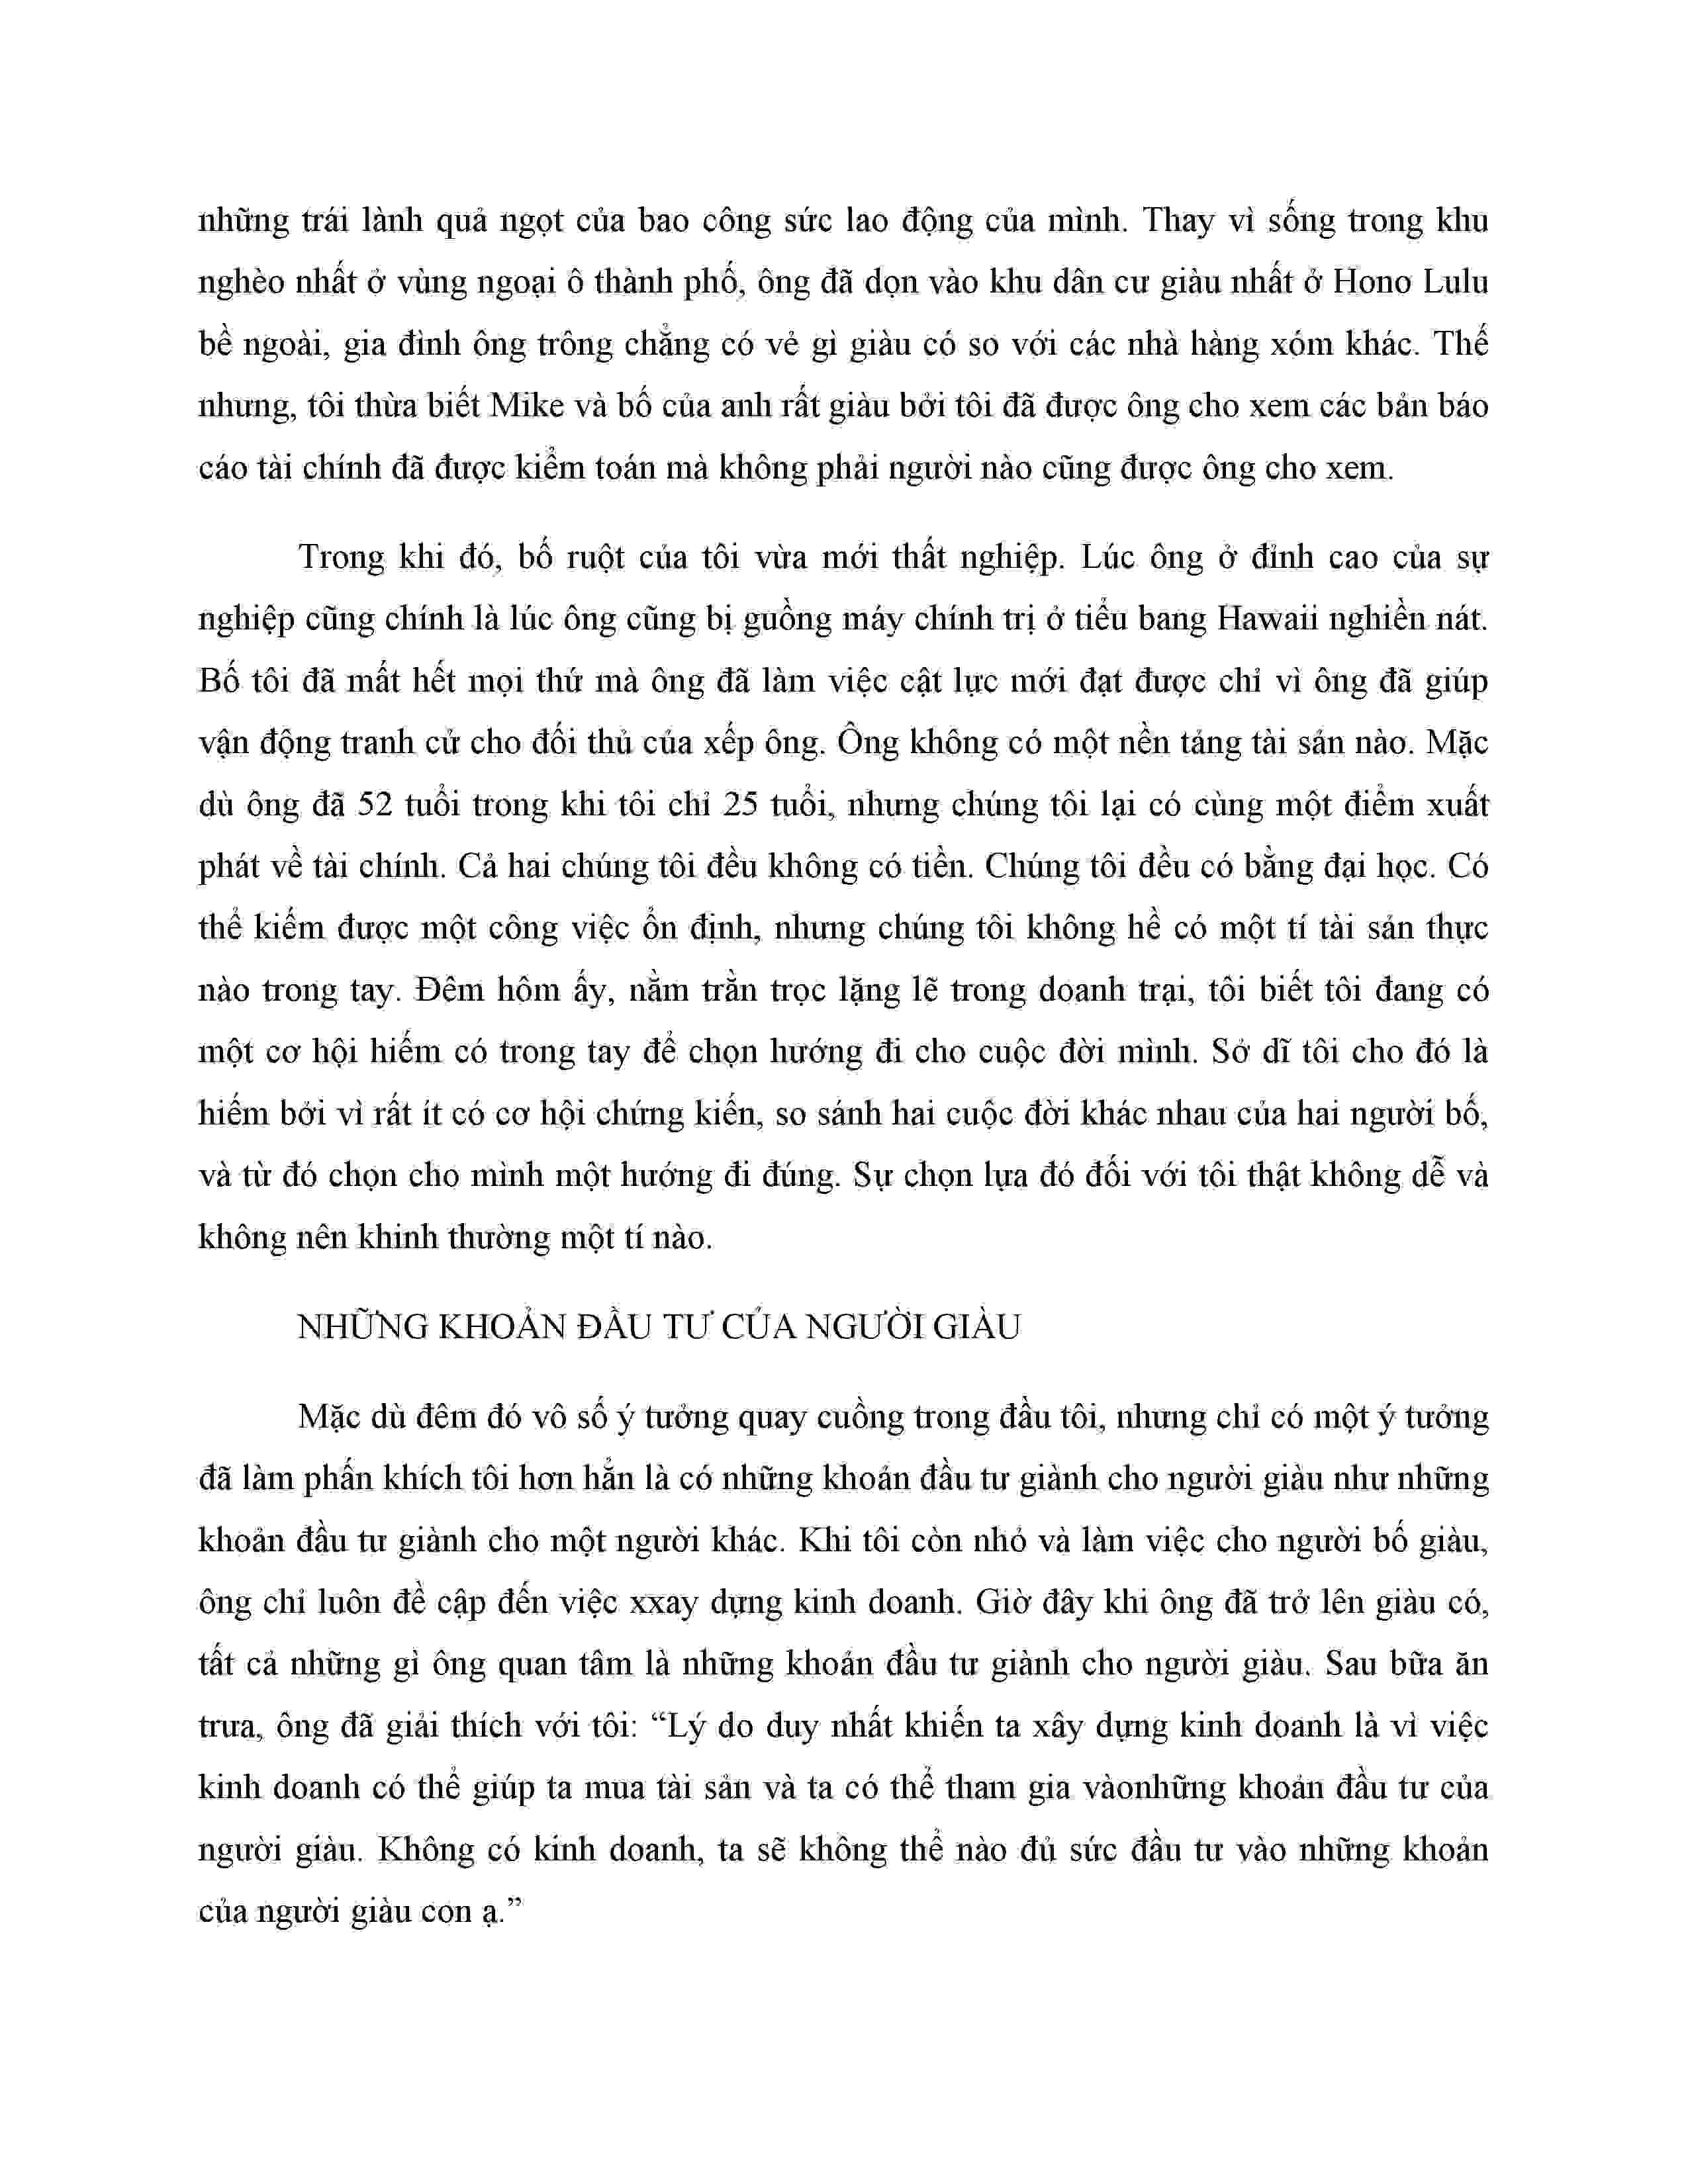 những trái lành quả ngọt của bao công sức lao động của mình. Thay vì sống trong khu
nghèo nhất ở vùng ngoại ô thành phố, ông đã dọn vào khu dân cư giàu nhất ở Hono Lulu
bề ngoài, gia đình ông trông chẳng có vẻ gì giàu có so với các nhà hàng xóm khác. Thế
nhưng, tôi thừa biết Mike và bố của anh rất giàu bởi tôi đã được ông cho xem các bản báo
cáo tài chính đã được kiểm toán mà không phải người nào cũng được ông cho xem.
Trong khi đó, bố ruột của tôi vừa mới thất nghiệp. Lúc ông ở đỉnh cao của sự
nghiệp cũng chính là lúc ông cũng bị guồng máy chính trị ở tiểu bang Hawaii nghiền nát.
Bố tôi đã mất hết mọi thứ mà ông đã làm việc cật lực mới đạt được chỉ vì ông đã giúp
vận động tranh cử cho đối thủ của xếp ông. Ông không có một nền tảng tài sản nào. Mặc
dù ông đã 52 tuổi trong khi tôi chỉ 25 tuổi, nhưng chúng tôi lại có cùng một điểm xuất
phát về tài chính. Cả hai chúng tôi đều không có tiền. Chúng tôi đều có bằng đại học. Có
thể kiếm được một công việc ổn định, nhưng chúng tôi không hề có một tí tài sản thực
nào trong tay. Đêm hôm ấy, nằm trằn trọc lặng lẽ trong doanh trại, tôi biết tôi đang có
một cơ hội hiếm có trong tay để chọn hướng đi cho cuộc đời mình. Sở dĩ tôi cho đó là
hiếm bởi vì rất ít có cơ hội chứng kiến, so sánh hai cuộc đời khác nhau của hai người bố,
và từ đó chọn cho mình một hướng đi đúng. Sự chọn lựa đó đối với tôi thật không dễ và
không nên khinh thường một tí nào.
NHỮNG KHOẢN ĐẦU TƯ CỦA NGƯỜI GIÀU
Mặc dù đêm đó vô số ý tưởng quay cuồng trong đầu tôi, nhưng chỉ có một ý tưởng
đã làm phấn khích tôi hơn hẳn là có những khoản đầu tư giành cho người giàu như những
khoản đầu tư giành cho một người khác. Khi tôi còn nhỏ và làm việc cho người bố giàu,
ông chỉ luôn đề cập đến việc xxay dựng kinh doanh. Giờ đây khi ông đã trở lên giàu có,
tất cả những gì ông quan tâm là những khoản đầu tư giành cho người giàu. Sau bữa ăn
trưa, ông đã giải thích với tôi: “Lý do duy nhất khiến ta xây dựng kinh doanh là vì việc
kinh doanh có thể giúp ta mua tài sản và ta có thể tham gia vàonhững khoản đầu tư của
người giàu. Không có kinh doanh, ta sẽ không thể nào đủ sức đầu tư vào những khoản
của người giàu con ạ.”